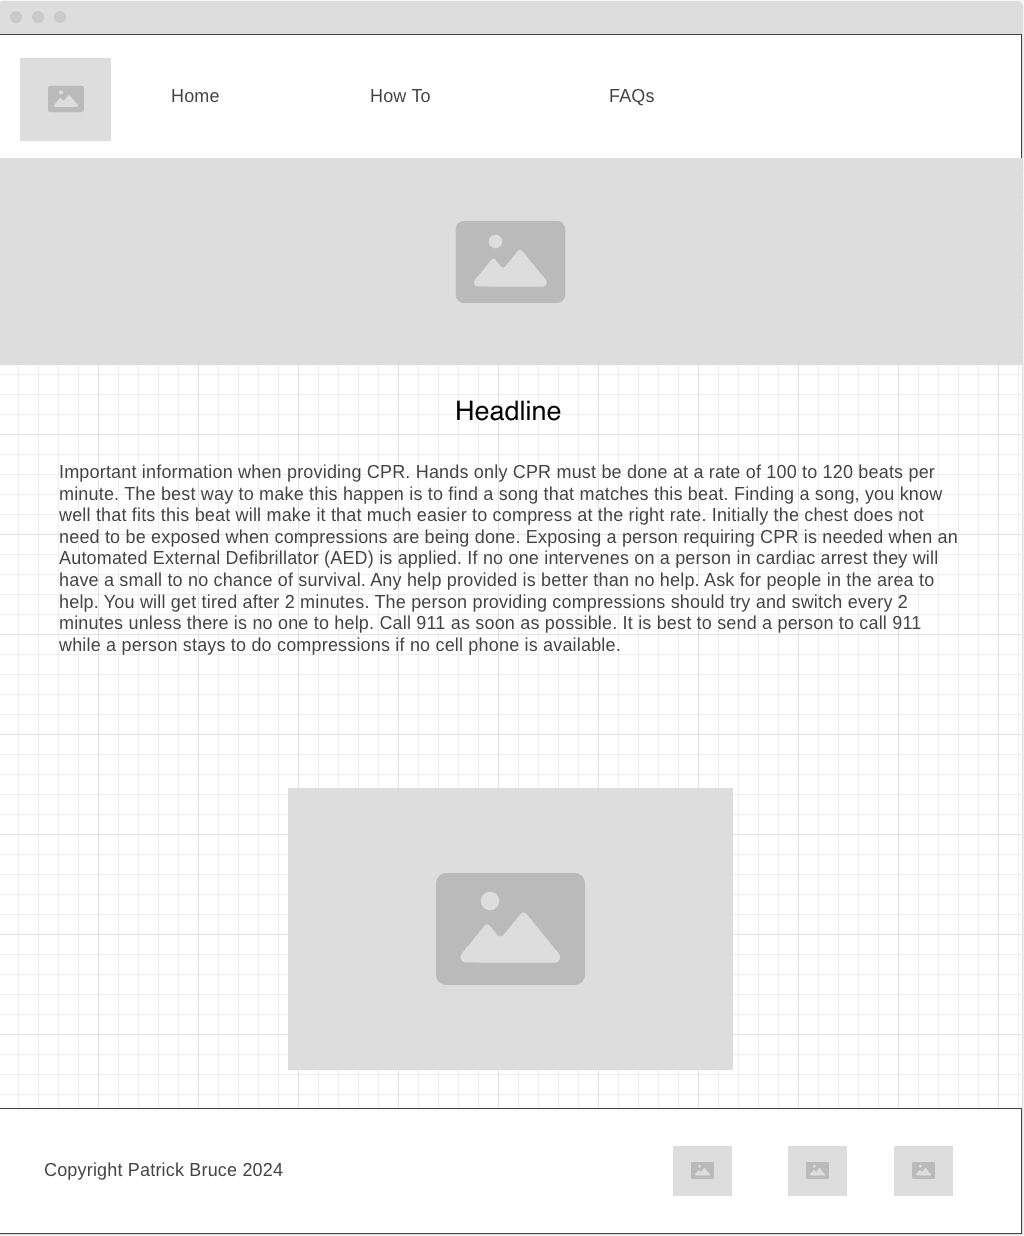 Home How To FAQs
Headline
Important information when providing CPR. Hands only CPR must be done at a rate of 100 to 120 beats per
minute. The best way to make this happen is to find a song that matches this beat. Finding a song, you know
well that fits this beat will make it that much easier to compress at the right rate. Initially the chest does not
need to be exposed when compressions are being done. Exposing a person requiring CPR is needed when an
Automated External Defibrillator (AED) is applied. If no one intervenes on a person in cardiac arrest they will
have a small to no chance of survival. Any help provided is better than no help. Ask for people in the area to
help. You will get tired after 2 minutes. The person providing compressions should try and switch every 2
minutes unless there is no one to help. Call 911 as soon as possible. It is best to send a person to call 911
while a person stays to do compressions if no cell phone is available.
Copyright Patrick Bruce 2024